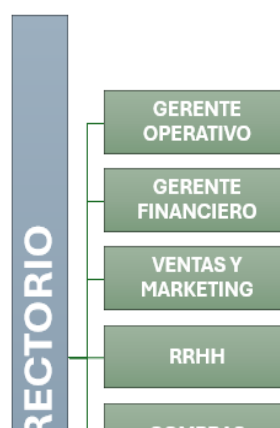 GERENTE
OPERATIVO
GERENTE
FINANCIERO
VENTAS Y
MARKETING
RRHH
RECTORIO